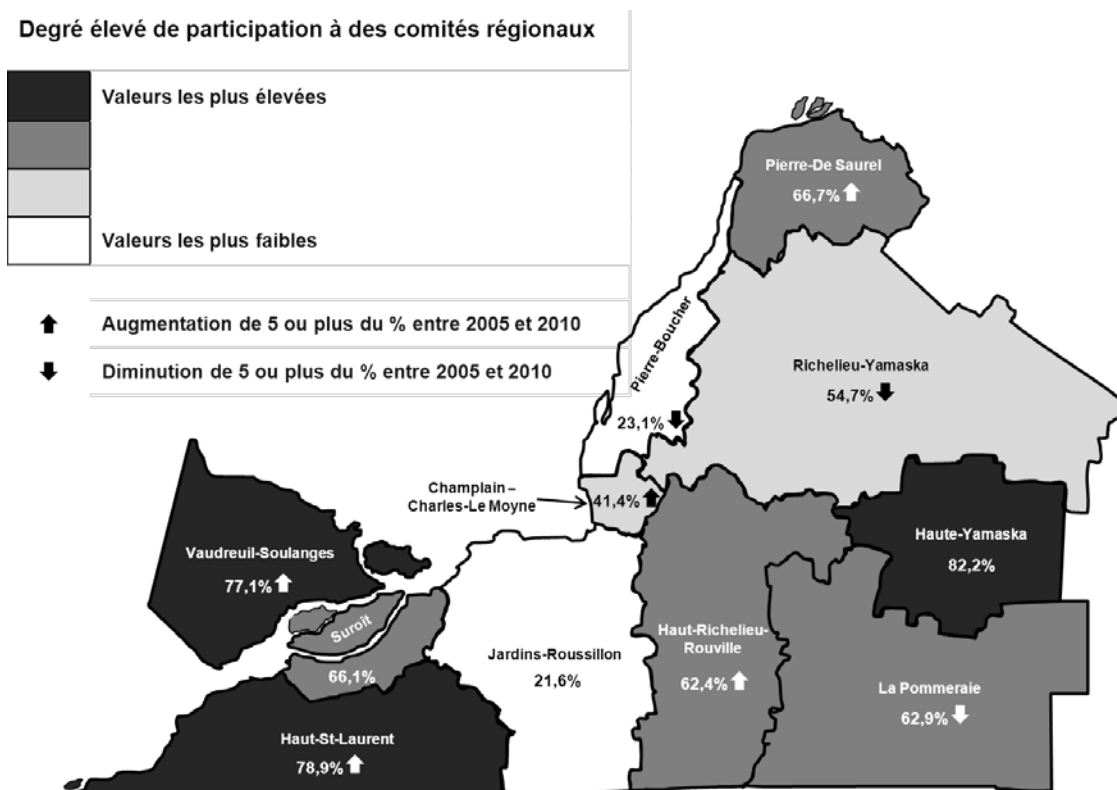 Degré élevé de participation à des comités régionaux
Valeurs les plus élevées
Valeurs les plus faibles
Augmentation de 5 ou plus du % entre 2005 et 2010
Diminution de 5 ou plus du % entre 2005 et 2010
Pierre-De Saurel
66,7%
Pierre-Boucher
23,1%
Richelieu-Yamaska
54,7%
Champlain –
Charles-Le Moyne
41,4%
Vaudreuil-Soulanges
77,1%
Haute-Yamaska
82,2%
Suroît
66,1%
Jardins-Roussillon
21,6%
Haut-Richelieu-
Rouville
62,4%
La Pommeraie
62,9%
Haut-St-Laurent
78,9%